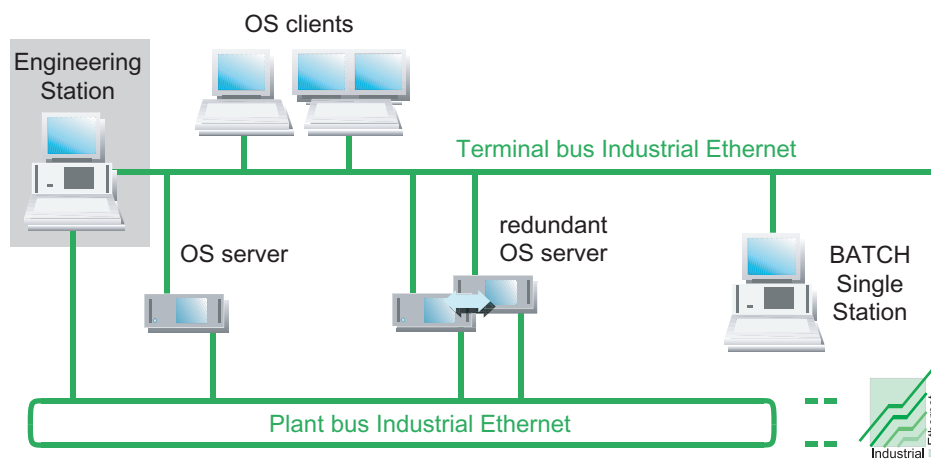 OS clients
Engineering
Station
Terminal bus Industrial Ethernet
OS server
redundant
OS server
BATCH
Single
Station
Plant bus Industrial Ethernet
Industrial
Ethernet